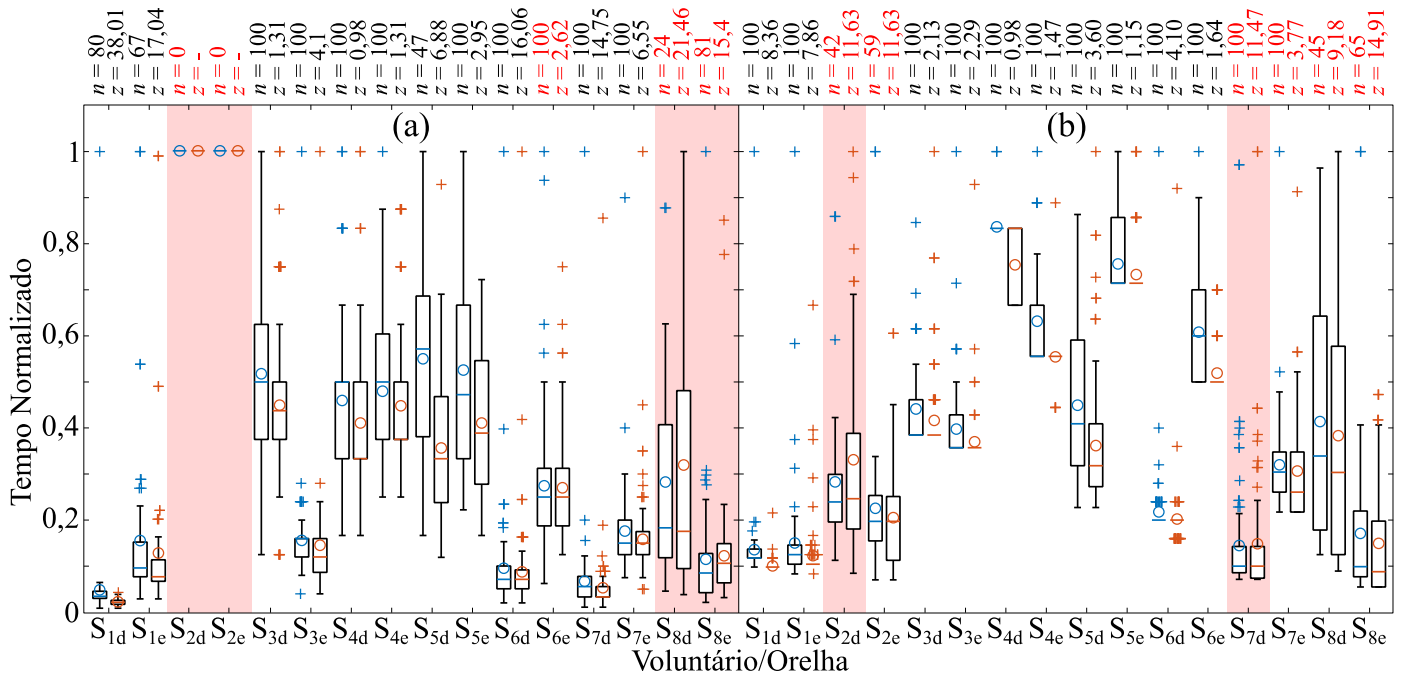 n = 80
z = 38,01
n = 67
z = 17,04
n = 0
z = -
n = 0
z = -
n = 100
z = 1,31
n = 100
z = 4,1
n = 100
z = 0,98
n = 100
z = 1,31
n = 47
z = 6,88
n = 100
z = 2,95
n = 100
z = 16,06
n = 100
z = 2,62
n = 100
z = 14,75
n = 100
z = 6,55
n = 24
z = 21,46
n = 81
z = 15,4
n = 100
z = 8,36
n = 100
z = 7,86
n = 42
z = 11,63
n = 59
z = 11,63
n = 100
z = 2,13
n = 100
z = 2,29
n = 100
z = 0,98
n = 100
z = 1,47
n = 100
z = 3,60
n = 100
z = 1,15
n = 100
z = 4,10
n = 100
z = 1,64
n = 100
z = 11,47
n = 100
z = 3,77
n = 45
z = 9,18
n = 65
z = 14,91
(a) (b)
Tempo Normalizado
1
0,8
0,6
0,4
0,2
0
S1d S1e S2d S2e S3d S3e S4d S4e S5d S5e S6d S6e S7d S7e S8d S8e S1d S1e S2d S2e S3d S3e S4d S4e S5d S5e S6d S6e S7d S7e S8d S8e
Voluntário/Orelha